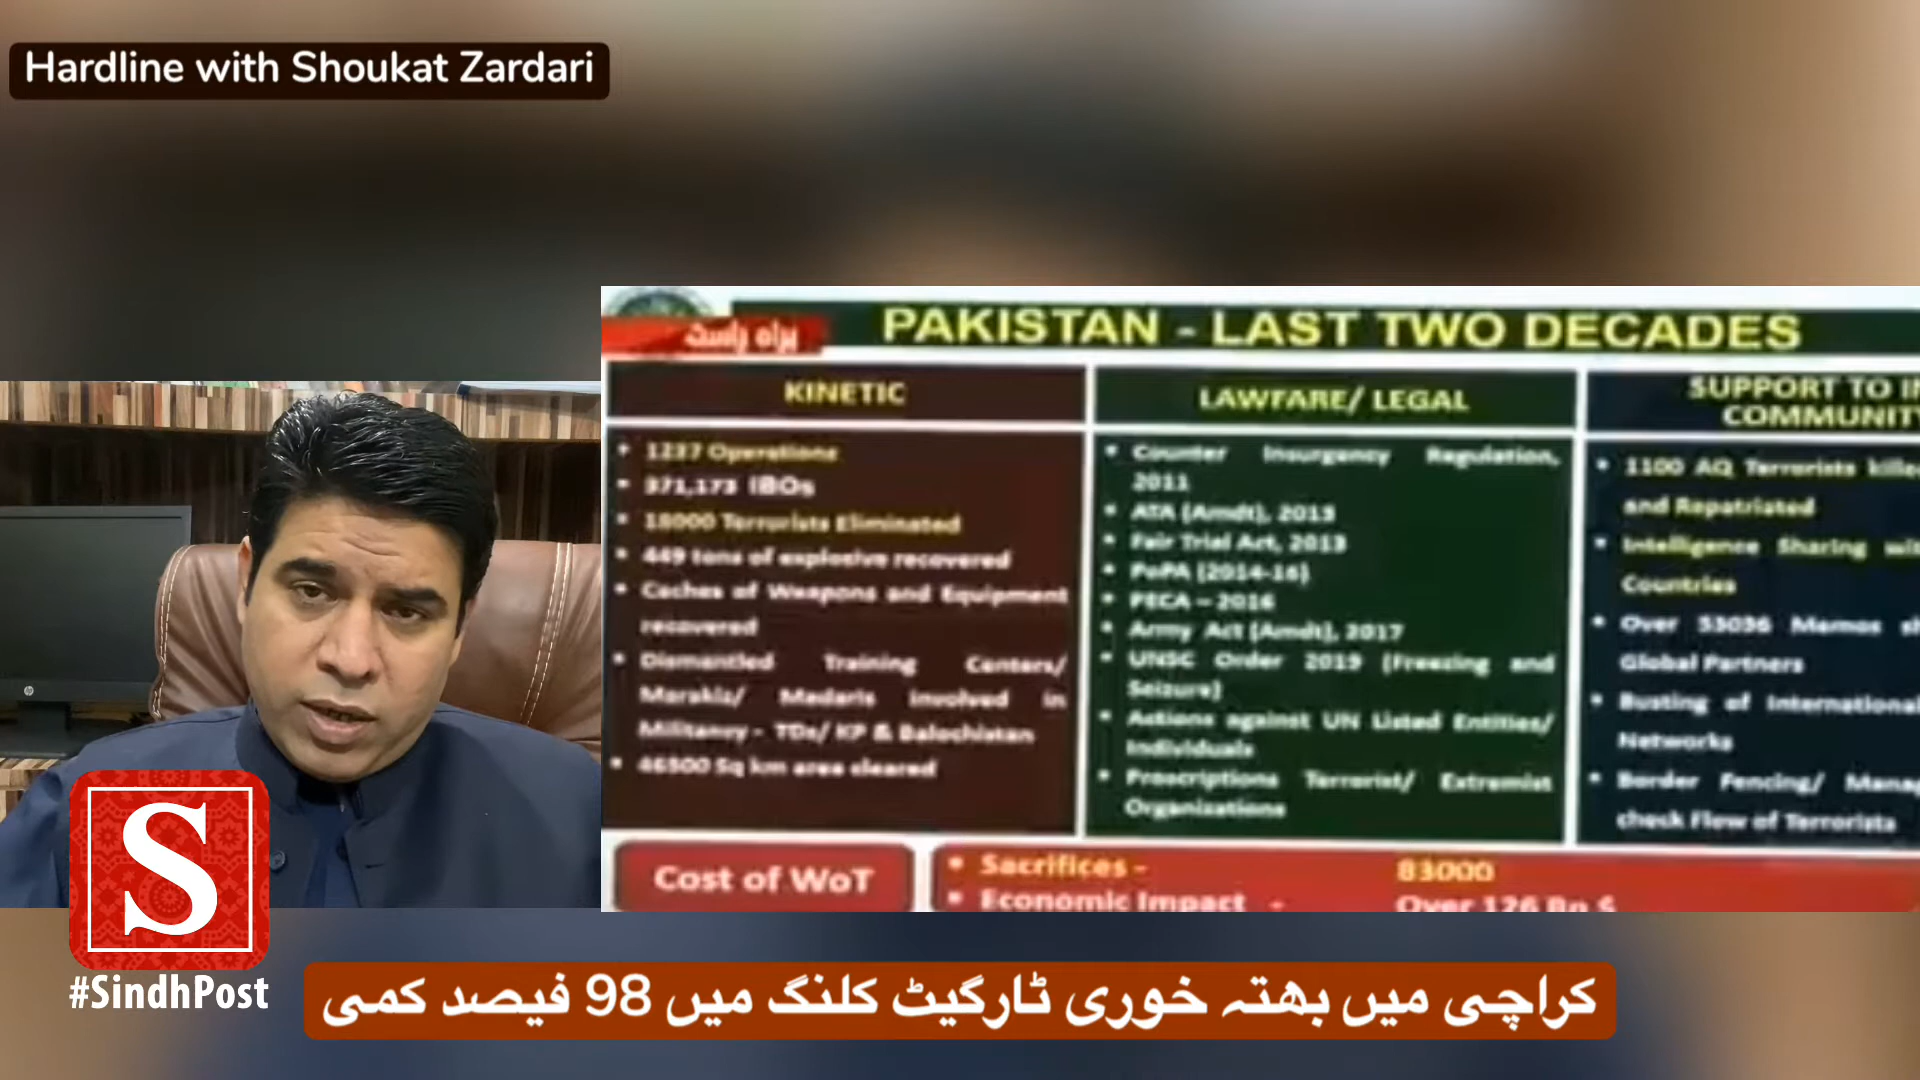 Hardline with Shoukat Zardari
براہ راست
PAKISTAN - LAST TWO DECADES
KINETIC
• 1237 Operations
• 371,173 IBOs
• 18000 Terrorists Eliminated
• 449 tons of explosive recovered
• Caches of Weapons and Equipment
recovered
• Dismantled Training Centers/
Marakiz/ Madaris involved in
Militancy - TDs/ KP & Balochistan
• 46500 Sq km area cleared
LAWFARE/ LEGAL
• Counter Insurgency Regulation,
2011
• ATA (Amdt), 2013
• Fair Trial Act, 2013
• PoPA (2014-16)
• PECA – 2016
• Army Act (Amdt), 2017
• UNSC Order 2019 (Freezing and
Seizure)
• Actions against UN Listed Entities/
Individuals
• Proscriptions Terrorist/ Extremist
Organizations
SUPPORT TO
COMMUNITY
• 1100 AQ Terrorists
and Repatriated
• Intelligence Sharing
Countries
• Over 53036 Memos
Global Partners
• Busting of International
Networks
• Border Fencing/
check Flow of Terrorists
Cost of WoT
• Sacrifices - 83000
• Economic Impact - Over 126 Bn $
hp
S
#SindhPost
کراچی میں بھتہ خوری ٹارگیٹ کلنگ میں 98 فیصد کمی